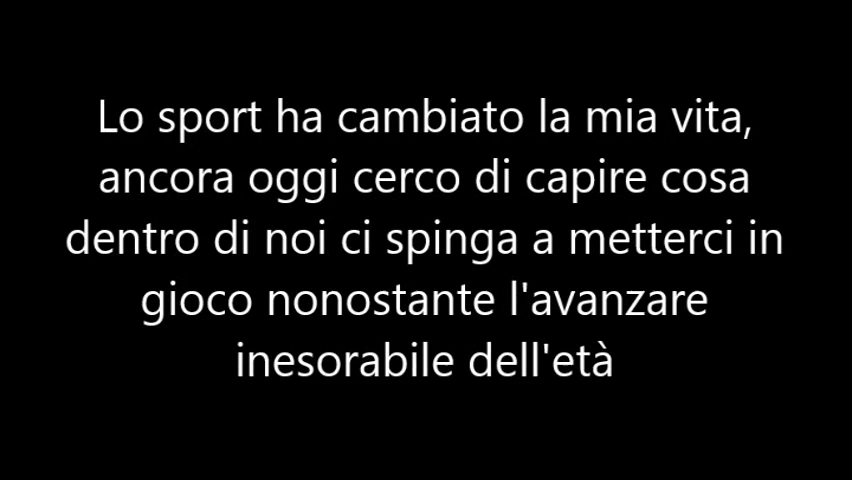 Lo sport ha cambiato la mia vita,
ancora oggi cerco di capire cosa
dentro di noi ci spinga a metterci in
gioco nonostante l'avanzare
inesorabile dell'età